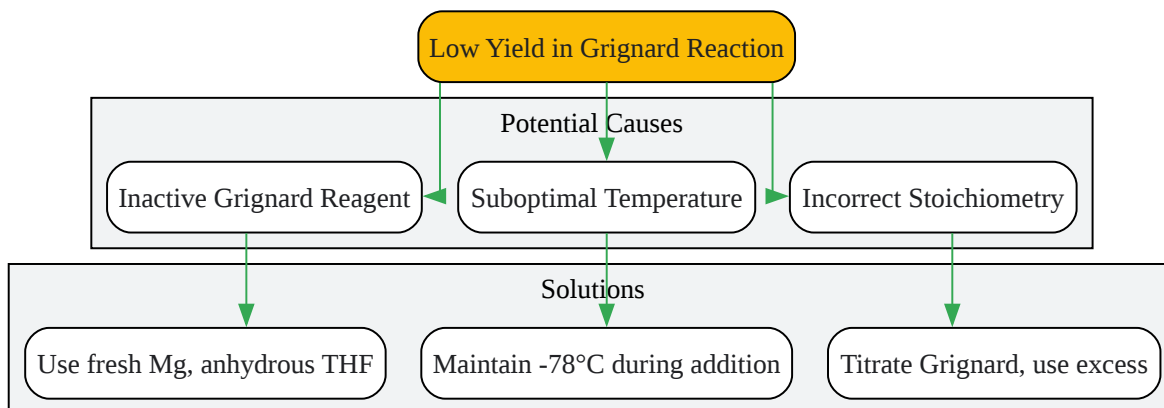 Low Yield in Grignard Reaction
Potential Causes
Inactive Grignard Reagent
Suboptimal Temperature
Incorrect Stoichiometry
Solutions
Use fresh Mg, anhydrous THF
Maintain -78°C during addition
Titrate Grignard, use excess